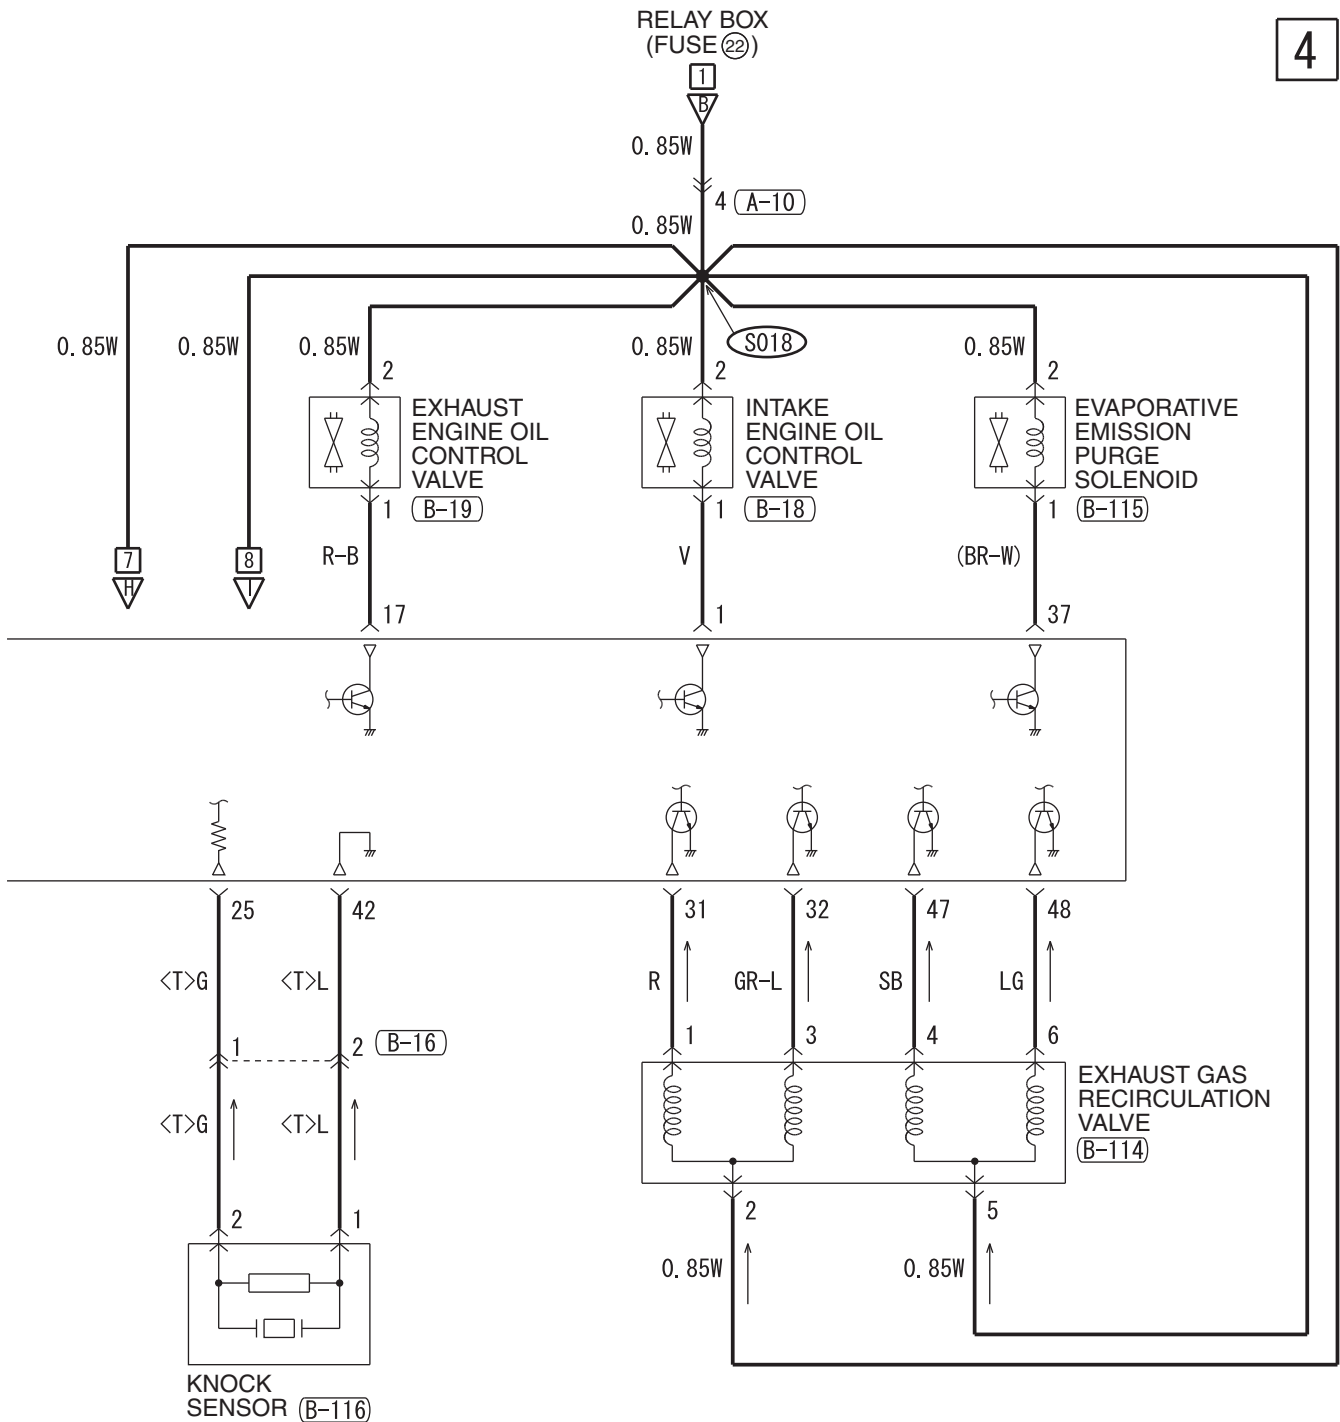 RELAY BOX
(FUSE 22)
4
1
B
0. 85W
4 A-10
0. 85W
0. 85W
0. 85W
0. 85W
0. 85W
S018
0. 85W
2
2
2
EXHAUST
ENGINE OIL
CONTROL
VALVE
B-19
INTAKE
ENGINE OIL
CONTROL
VALVE
B-18
EVAPORATIVE
EMISSION
PURGE
SOLENOID
B-115
1
1
1
7
H
8
I
R-B
V
(BR-W)
17
1
37
25
42
31
32
47
48
<T>G
<T>L
R
GR-L
SB
LG
1
2 B-16
1
3
4
6
<T>G
<T>L
EXHAUST GAS
RECIRCULATION
VALVE
B-114
2
1
2
5
0. 85W
0. 85W
KNOCK
SENSOR B-116